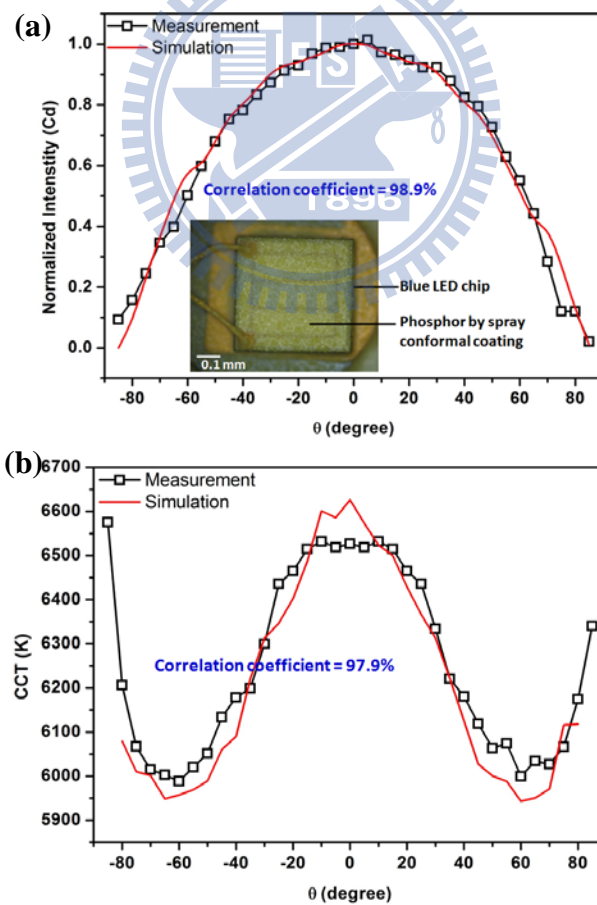 (a)
Measurement
Simulation
Normalized Intenstity (Cd)
1.0
0.8
0.6
0.4
0.2
0.0
Correlation coefficient = 98.9%
ES
1896
Blue LED chip
Phosphor by spray
conformal coating
0.1 mm
-80 -60 -40 -20 0 20 40 60 80
θ (degree)
(b)
Measurement
Simulation
CCT (K)
6700
6600
6500
6400
6300
6200
6100
6000
5900
Correlation coefficient = 97.9%
-80 -60 -40 -20 0 20 40 60 80
θ (degree)